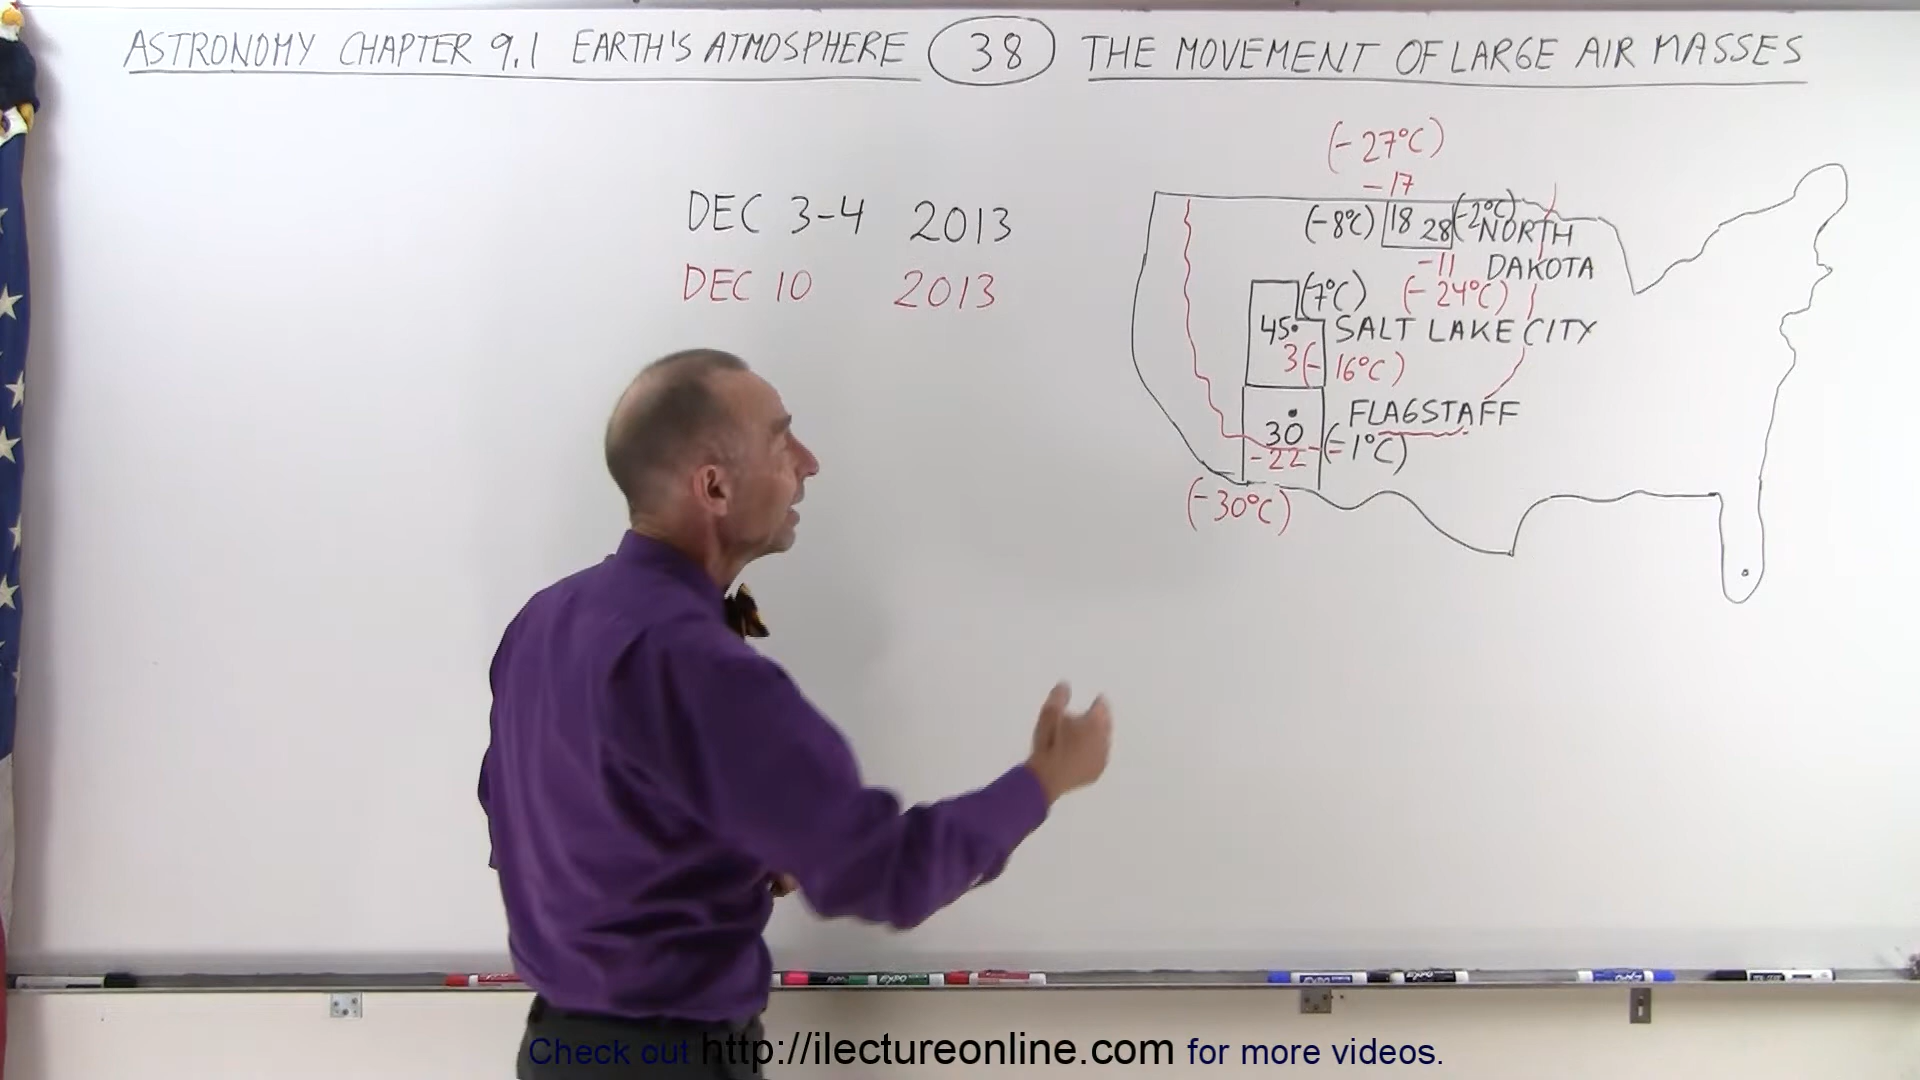 ASTRONOMY CHAPTER 9.1 EARTH'S ATMOSPHERE 38 THE MOVEMENT OF LARGE AIR MASSES
(-27°C)
-17
DEC 3-4 2013
(-8°C) 18 28 (-2°C)
NORTH
DAKOTA
-11
(-24°C)
DEC 10 2013
(7°C)
45 SALT LAKE CITY
3 (-16°C)
FLAGSTAFF
30
(-1°C)
-22
(-30°C)
EXPO
Check out http://ilectureonline.com for more videos.